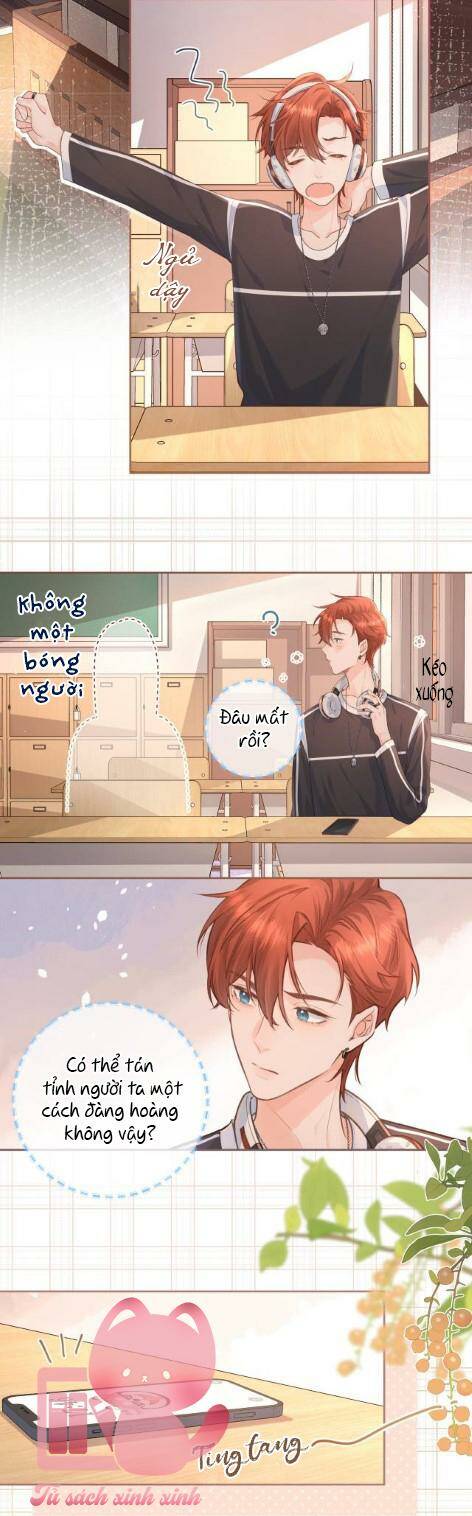 Ngủ
dậy
Không
một
bóng
người
?
Đâu mất
rồi?
Kéo
xuống
Có thể tán
tỉnh người ta một
cách đàng hoàng
không vậy?
Ting tang
Tủ sách xinh xinh